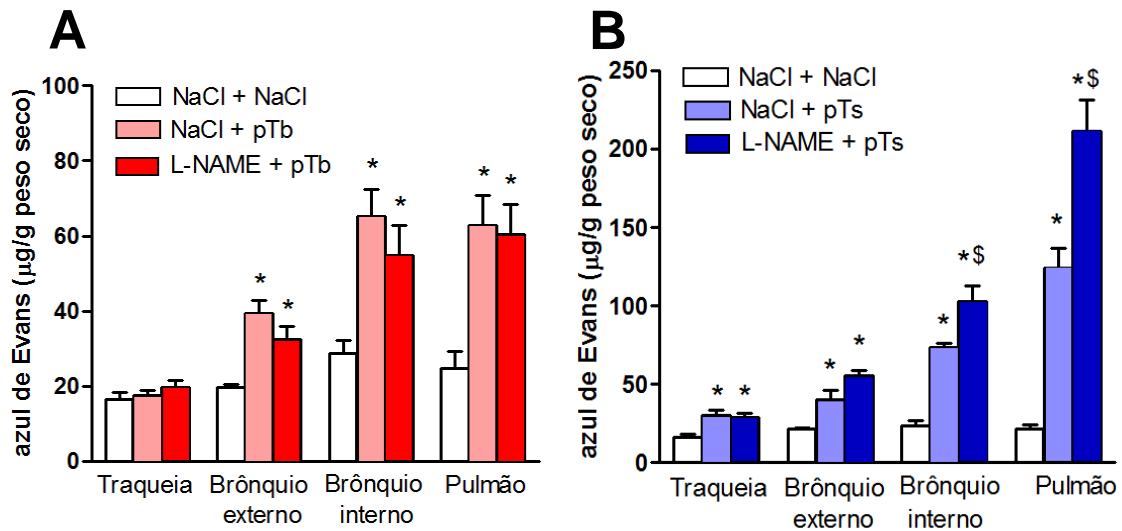 A
azul de Evans (µg/g peso seco)
100
80
60
40
20
0
NaCl + NaCl
NaCl + pTb
L-NAME + pTb
*
*
*
*
*
*
Traqueia
Brônquio
externo
Brônquio
interno
Pulmão
B
azul de Evans (µg/g peso seco)
250
200
150
100
50
0
NaCl + NaCl
NaCl + pTs
L-NAME + pTs
*
*
*
*
*
*$
*
*$
Traqueia
Brônquio
externo
Brônquio
interno
Pulmão